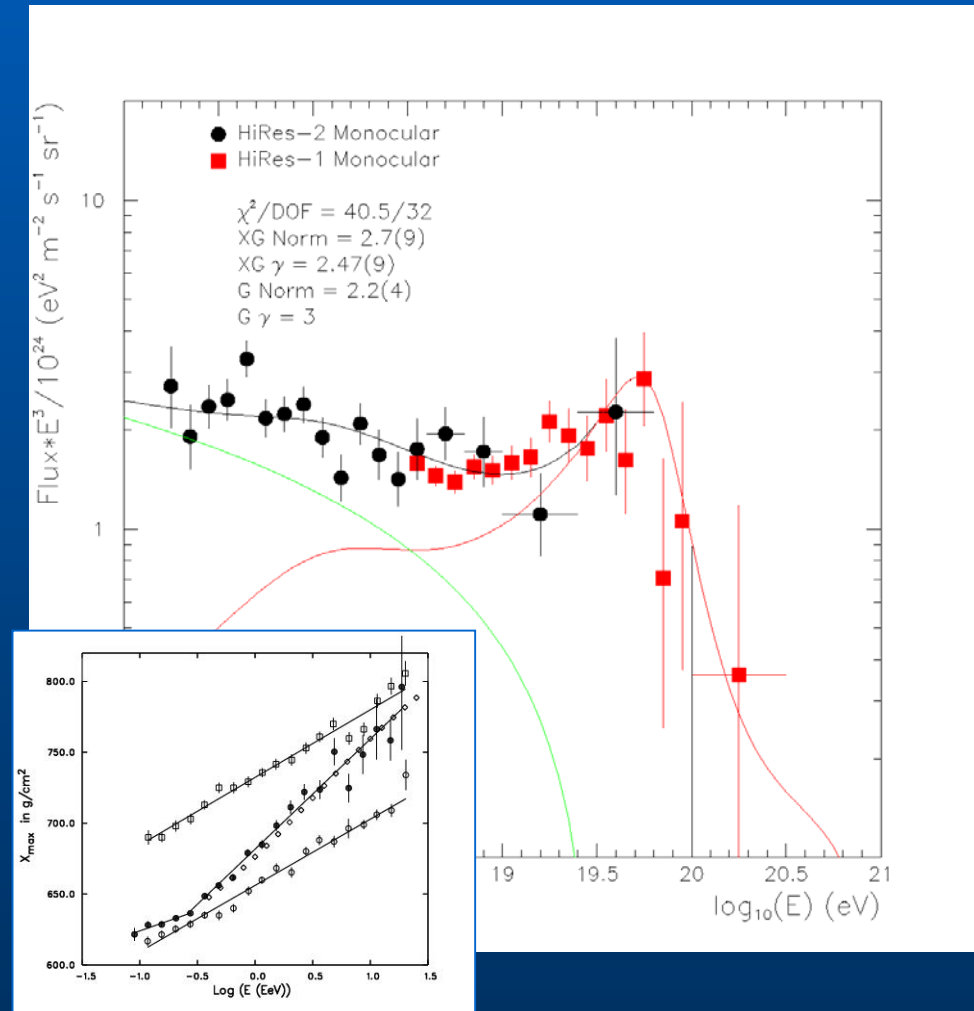 Flux*E³/10²⁴ (eV² m⁻² s⁻¹ sr⁻¹)
HiRes-2 Monocular
HiRes-1 Monocular
χ²/DOF = 40.5/32
XG Norm = 2.7(9)
XG γ = 2.47(9)
G Norm = 2.2(4)
G γ = 3
10
1
19 19.5 20 20.5 21
log₁₀(E) (eV)
X_max in g/cm²
800.0
750.0
700.0
650.0
600.0
-1.5 -1.0 -0.5 0.0 0.5 1.0 1.5
Log (E (EeV))